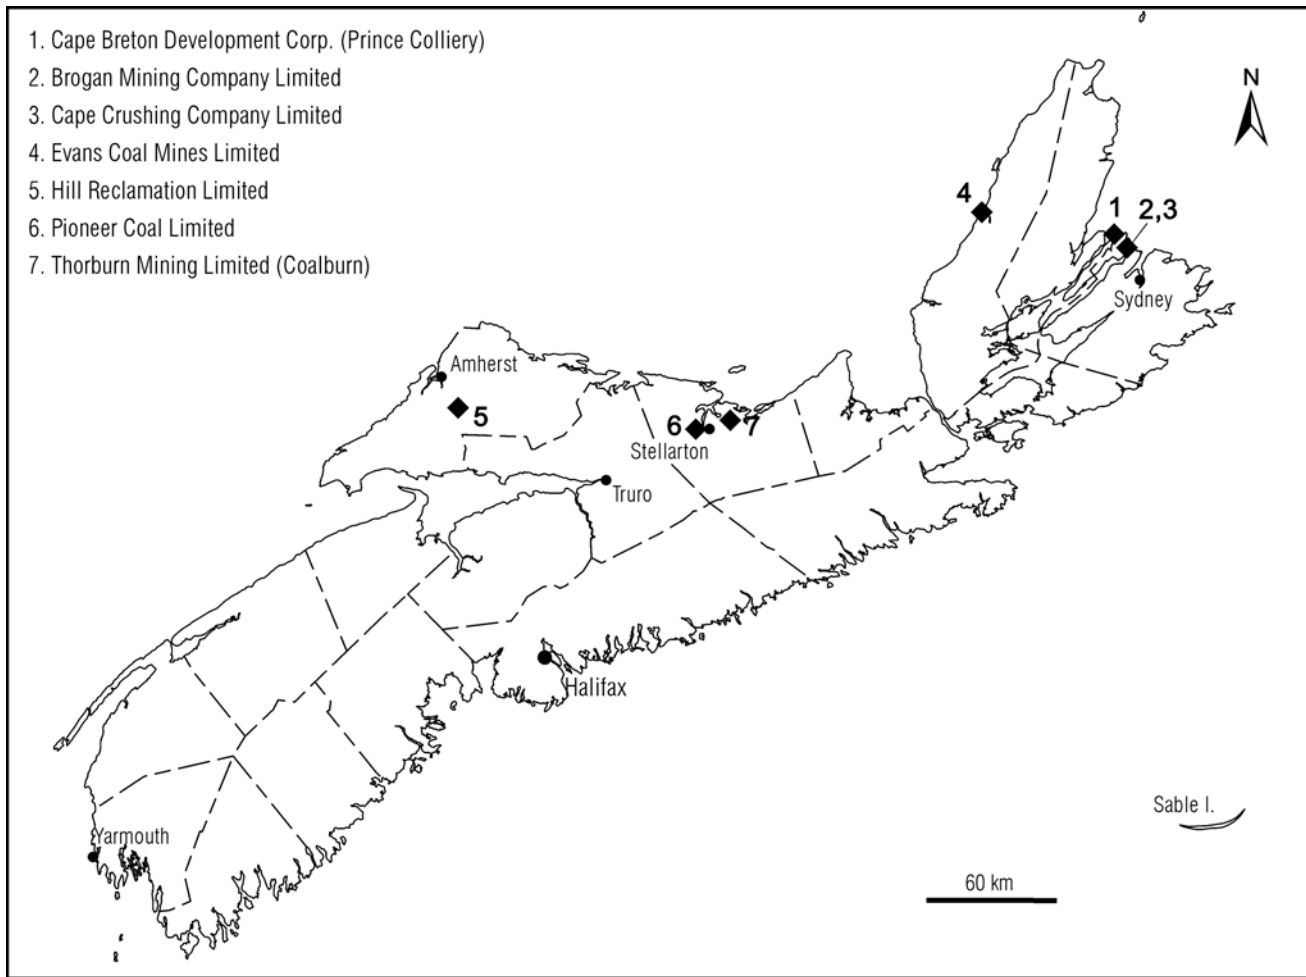 1. Cape Breton Development Corp. (Prince Colliery)
2. Brogan Mining Company Limited
3. Cape Crushing Company Limited
4. Evans Coal Mines Limited
5. Hill Reclamation Limited
6. Pioneer Coal Limited
7. Thorburn Mining Limited (Coalburn)
N
4
1
2,3
Sydney
Amherst
5
6
7
Stellarton
Truro
Halifax
Sable I.
Yarmouth
60 km